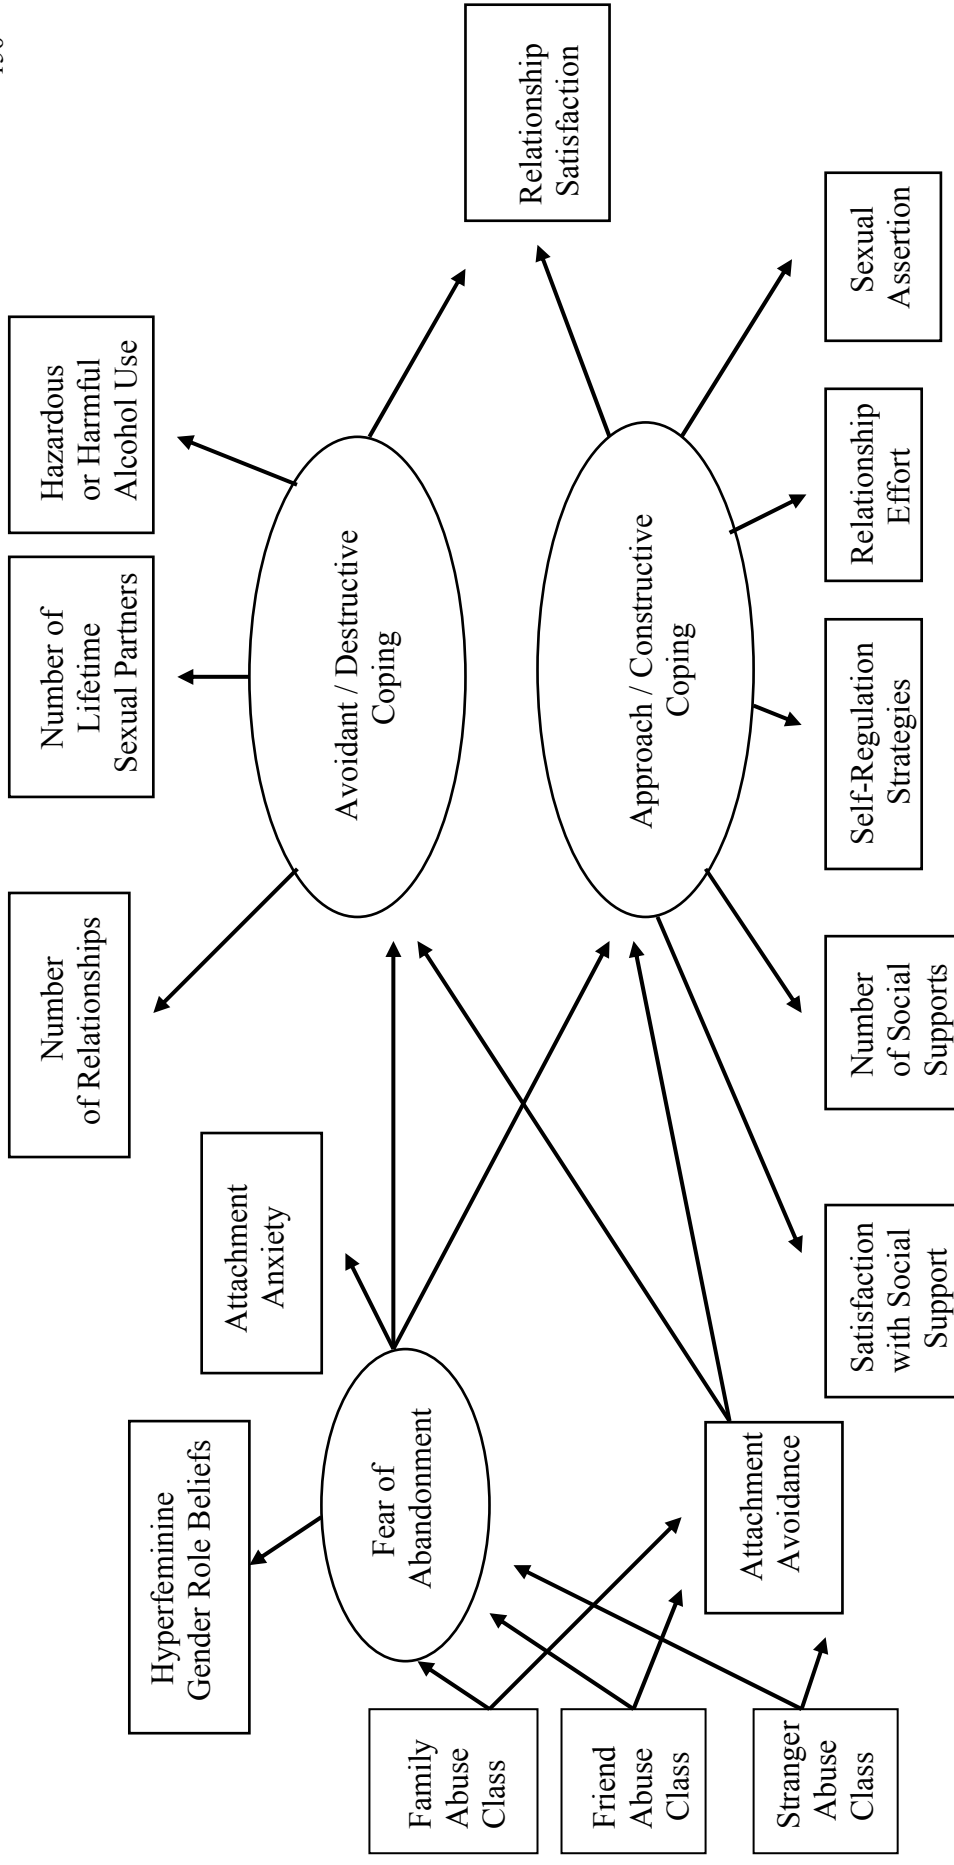 Hyperfeminine
Gender Role Beliefs
Attachment
Anxiety
Number
of Relationships
Number of
Lifetime
Sexual Partners
Hazardous
or Harmful
Alcohol Use
Family
Abuse
Class
Friend
Abuse
Class
Stranger
Abuse
Class
Fear of
Abandonment
Attachment
Avoidance
Avoidant / Destructive
Coping
Approach / Constructive
Coping
Relationship
Satisfaction
Satisfaction
with Social
Support
Number
of Social
Supports
Self-Regulation
Strategies
Relationship
Effort
Sexual
Assertion